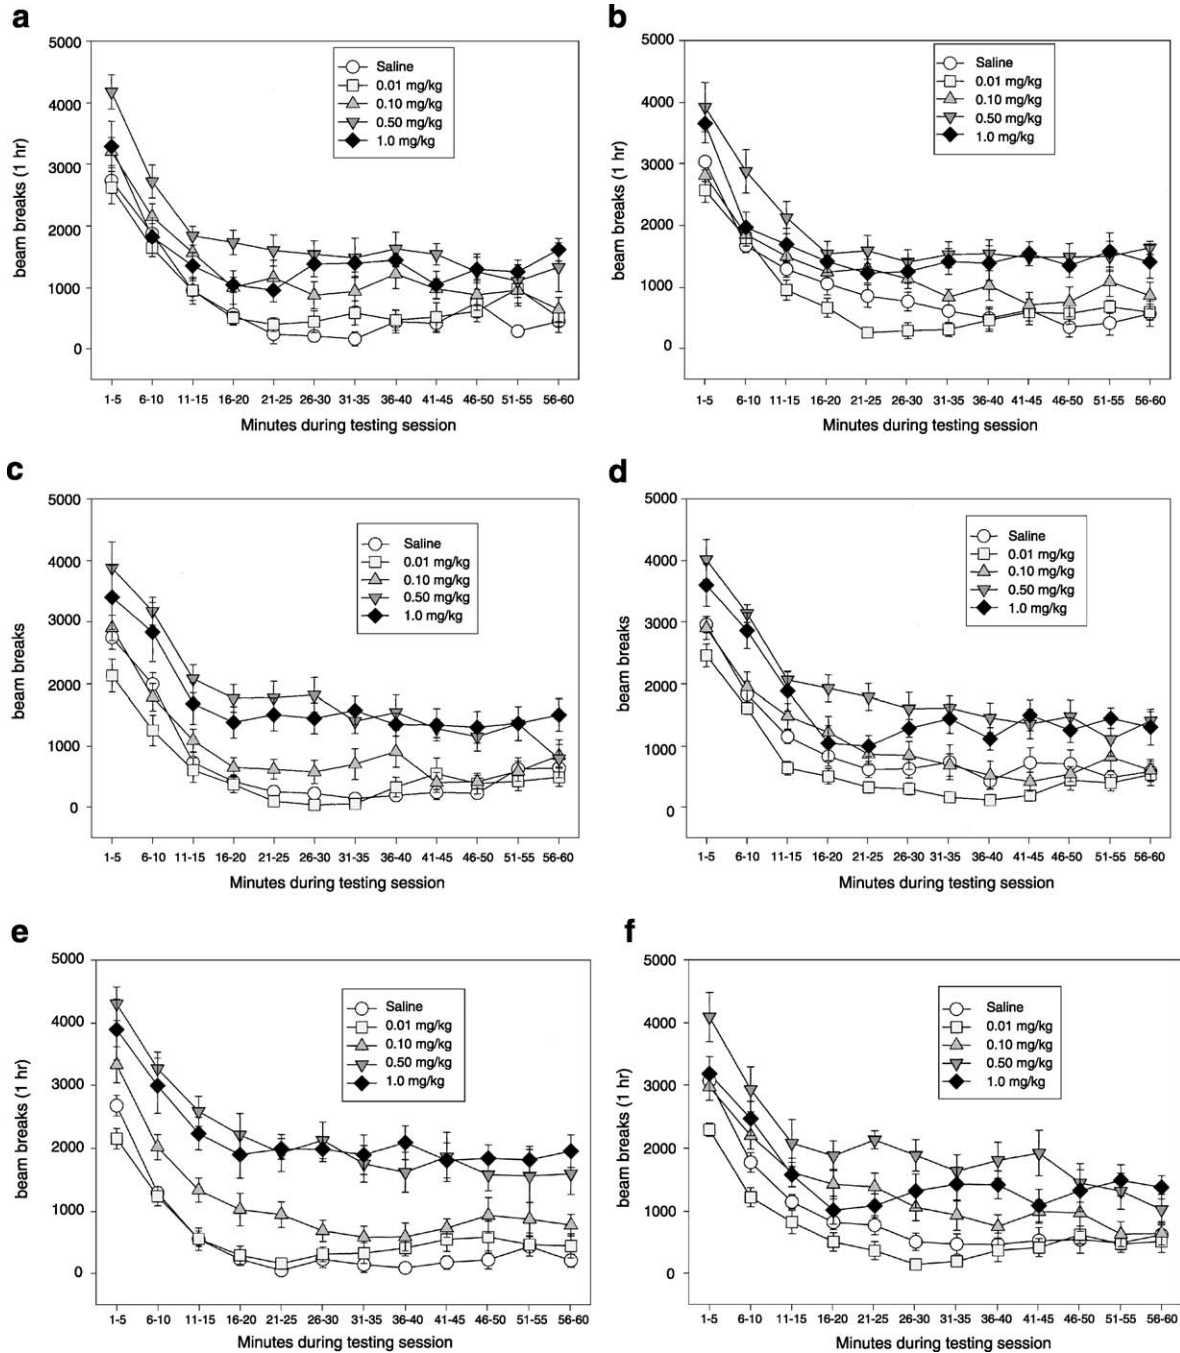 a
5000
4000
3000
2000
1000
0
beam breaks (1 hr)
Saline
0.01 mg/kg
0.10 mg/kg
0.50 mg/kg
1.0 mg/kg
1-5 6-10 11-15 16-20 21-25 26-30 31-35 36-40 41-45 46-50 51-55 56-60
Minutes during testing session
b
5000
4000
3000
2000
1000
0
beam breaks (1 hr)
Saline
0.01 mg/kg
0.10 mg/kg
0.50 mg/kg
1.0 mg/kg
1-5 6-10 11-15 16-20 21-25 26-30 31-35 36-40 41-45 46-50 51-55 56-60
Minutes during testing session
c
5000
4000
3000
2000
1000
0
beam breaks
Saline
0.01 mg/kg
0.10 mg/kg
0.50 mg/kg
1.0 mg/kg
1-5 6-10 11-15 16-20 21-25 26-30 31-35 36-40 41-45 46-50 51-55 56-60
Minutes during testing session
d
5000
4000
3000
2000
1000
0
beam breaks
Saline
0.01 mg/kg
0.10 mg/kg
0.50 mg/kg
1.0 mg/kg
1-5 6-10 11-15 16-20 21-25 26-30 31-35 36-40 41-45 46-50 51-55 56-60
Minutes during testing session
e
5000
4000
3000
2000
1000
0
beam breaks (1 hr)
Saline
0.01 mg/kg
0.10 mg/kg
0.50 mg/kg
1.0 mg/kg
1-5 6-10 11-15 16-20 21-25 26-30 31-35 36-40 41-45 46-50 51-55 56-60
Minutes during testing session
f
5000
4000
3000
2000
1000
0
beam breaks (1 hr)
Saline
0.01 mg/kg
0.10 mg/kg
0.50 mg/kg
1.0 mg/kg
1-5 6-10 11-15 16-20 21-25 26-30 31-35 36-40 41-45 46-50 51-55 56-60
Minutes during testing session